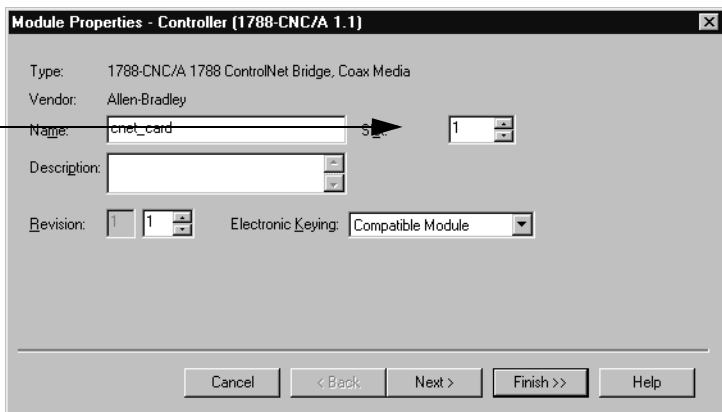 Module Properties - Controller (1788-CNC/A 1.1)
Type: 1788-CNC/A 1788 ControlNet Bridge, Coax Media
Vendor: Allen-Bradley
Name: cnet_card 1
Description:
Revision: 1 1 Electronic Keying: Compatible Module
Cancel < Back Next > Finish >> Help